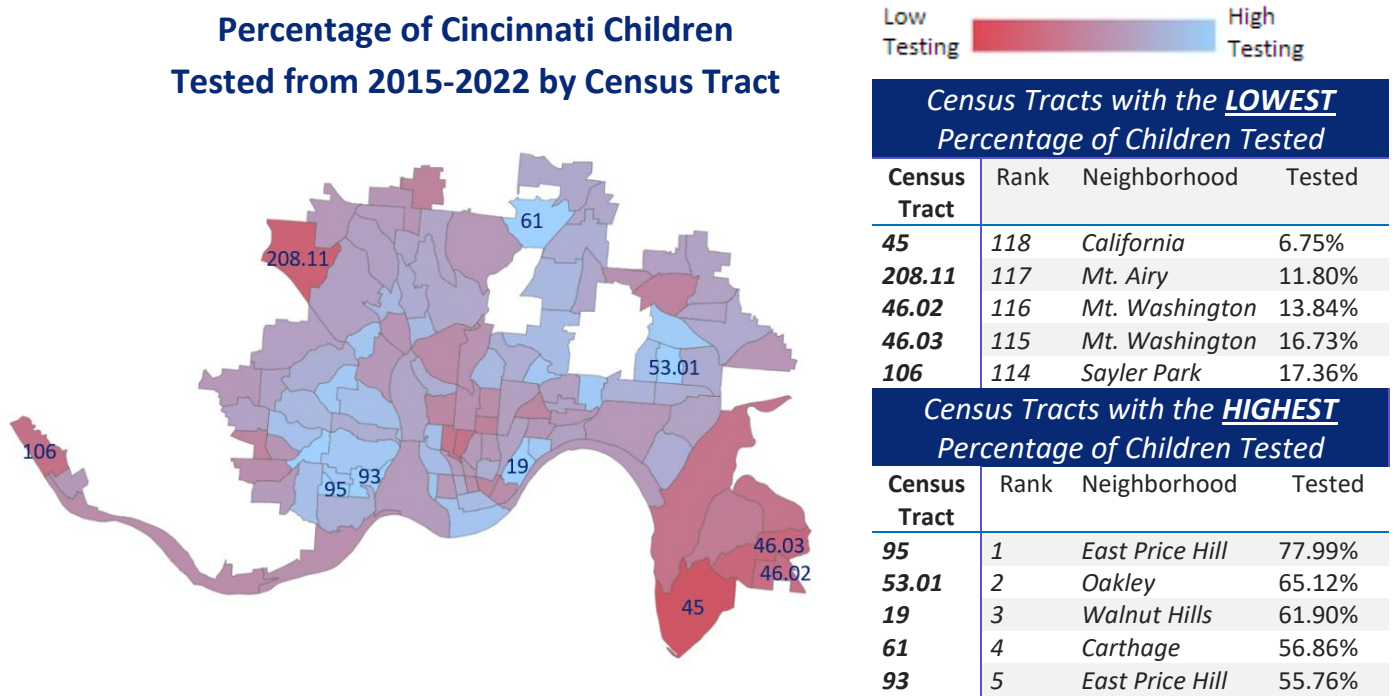 Percentage of Cincinnati Children
Tested from 2015-2022 by Census Tract
Low
Testing
High
Testing
61
208.11
53.01
106
19
93
95
46.03
46.02
45
Census Tracts with the LOWEST
Percentage of Children Tested
Census Tract Rank Neighborhood Tested
45 118 California 6.75%
208.11 117 Mt. Airy 11.80%
46.02 116 Mt. Washington 13.84%
46.03 115 Mt. Washington 16.73%
106 114 Sayler Park 17.36%
Census Tracts with the HIGHEST
Percentage of Children Tested
Census Tract Rank Neighborhood Tested
95 1 East Price Hill 77.99%
53.01 2 Oakley 65.12%
19 3 Walnut Hills 61.90%
61 4 Carthage 56.86%
93 5 East Price Hill 55.76%